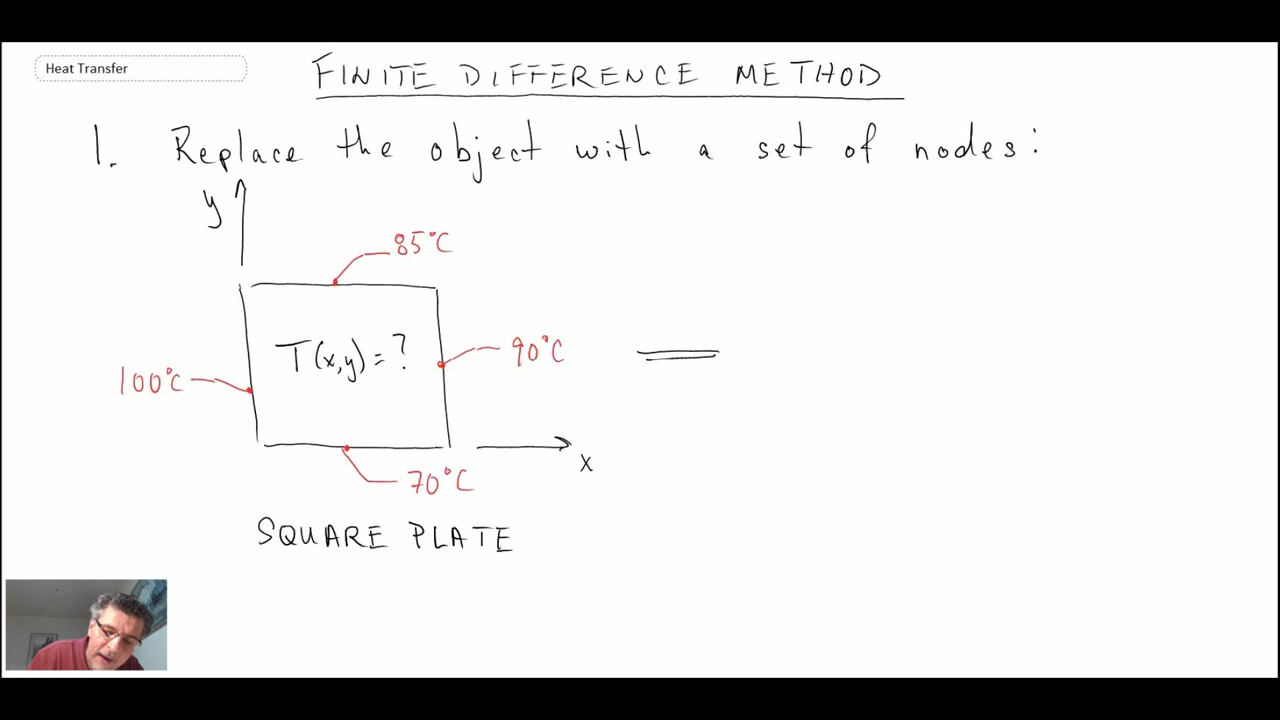 Heat Transfer
FINITE DIFFERENCE METHOD
1. Replace the object with a set of nodes:
y
85°C
T(x,y) = ?
90°C
100°C
x
70°C
SQUARE PLATE